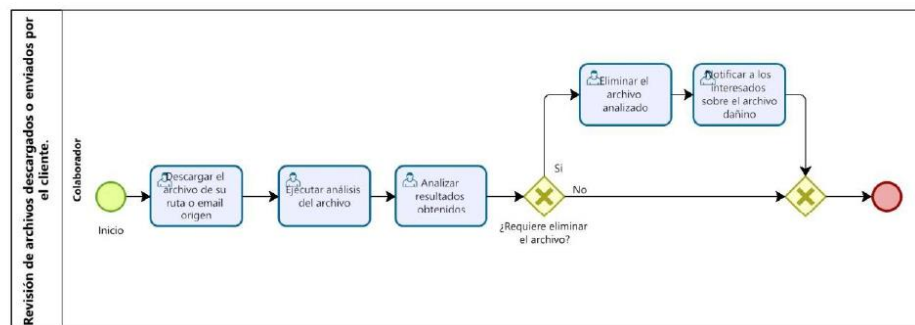 Revisión de archivos descargados o enviados por
el cliente.
Colaborador
Inicio
Descargar el
archivo de su
ruta o email
origen
Ejecutar análisis
del archivo
Analizar
resultados
obtenidos
¿Requiere eliminar
el archivo?
Si
No
Eliminar el
archivo
analizado
Notificar a los
interesados
sobre el archivo
dañino